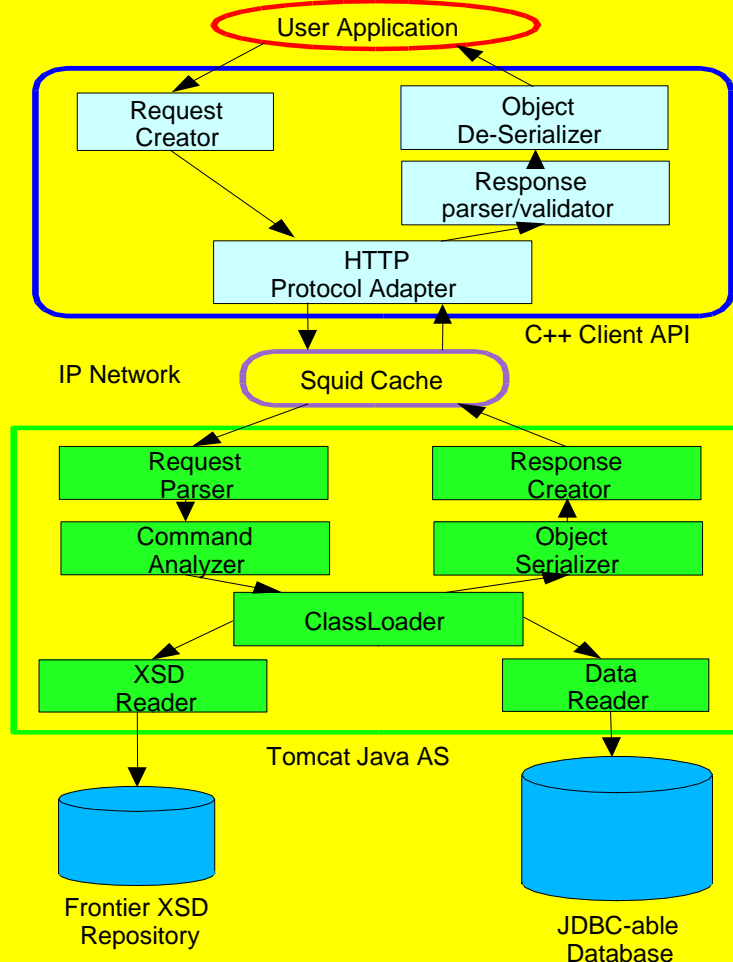 User Application
Request
Creator
Object
De-Serializer
Response
parser/validator
HTTP
Protocol Adapter
C++ Client API
IP Network
Squid Cache
Request
Parser
Response
Creator
Command
Analyzer
Object
Serializer
ClassLoader
XSD
Reader
Data
Reader
Tomcat Java AS
Frontier XSD
Repository
JDBC-able
Database